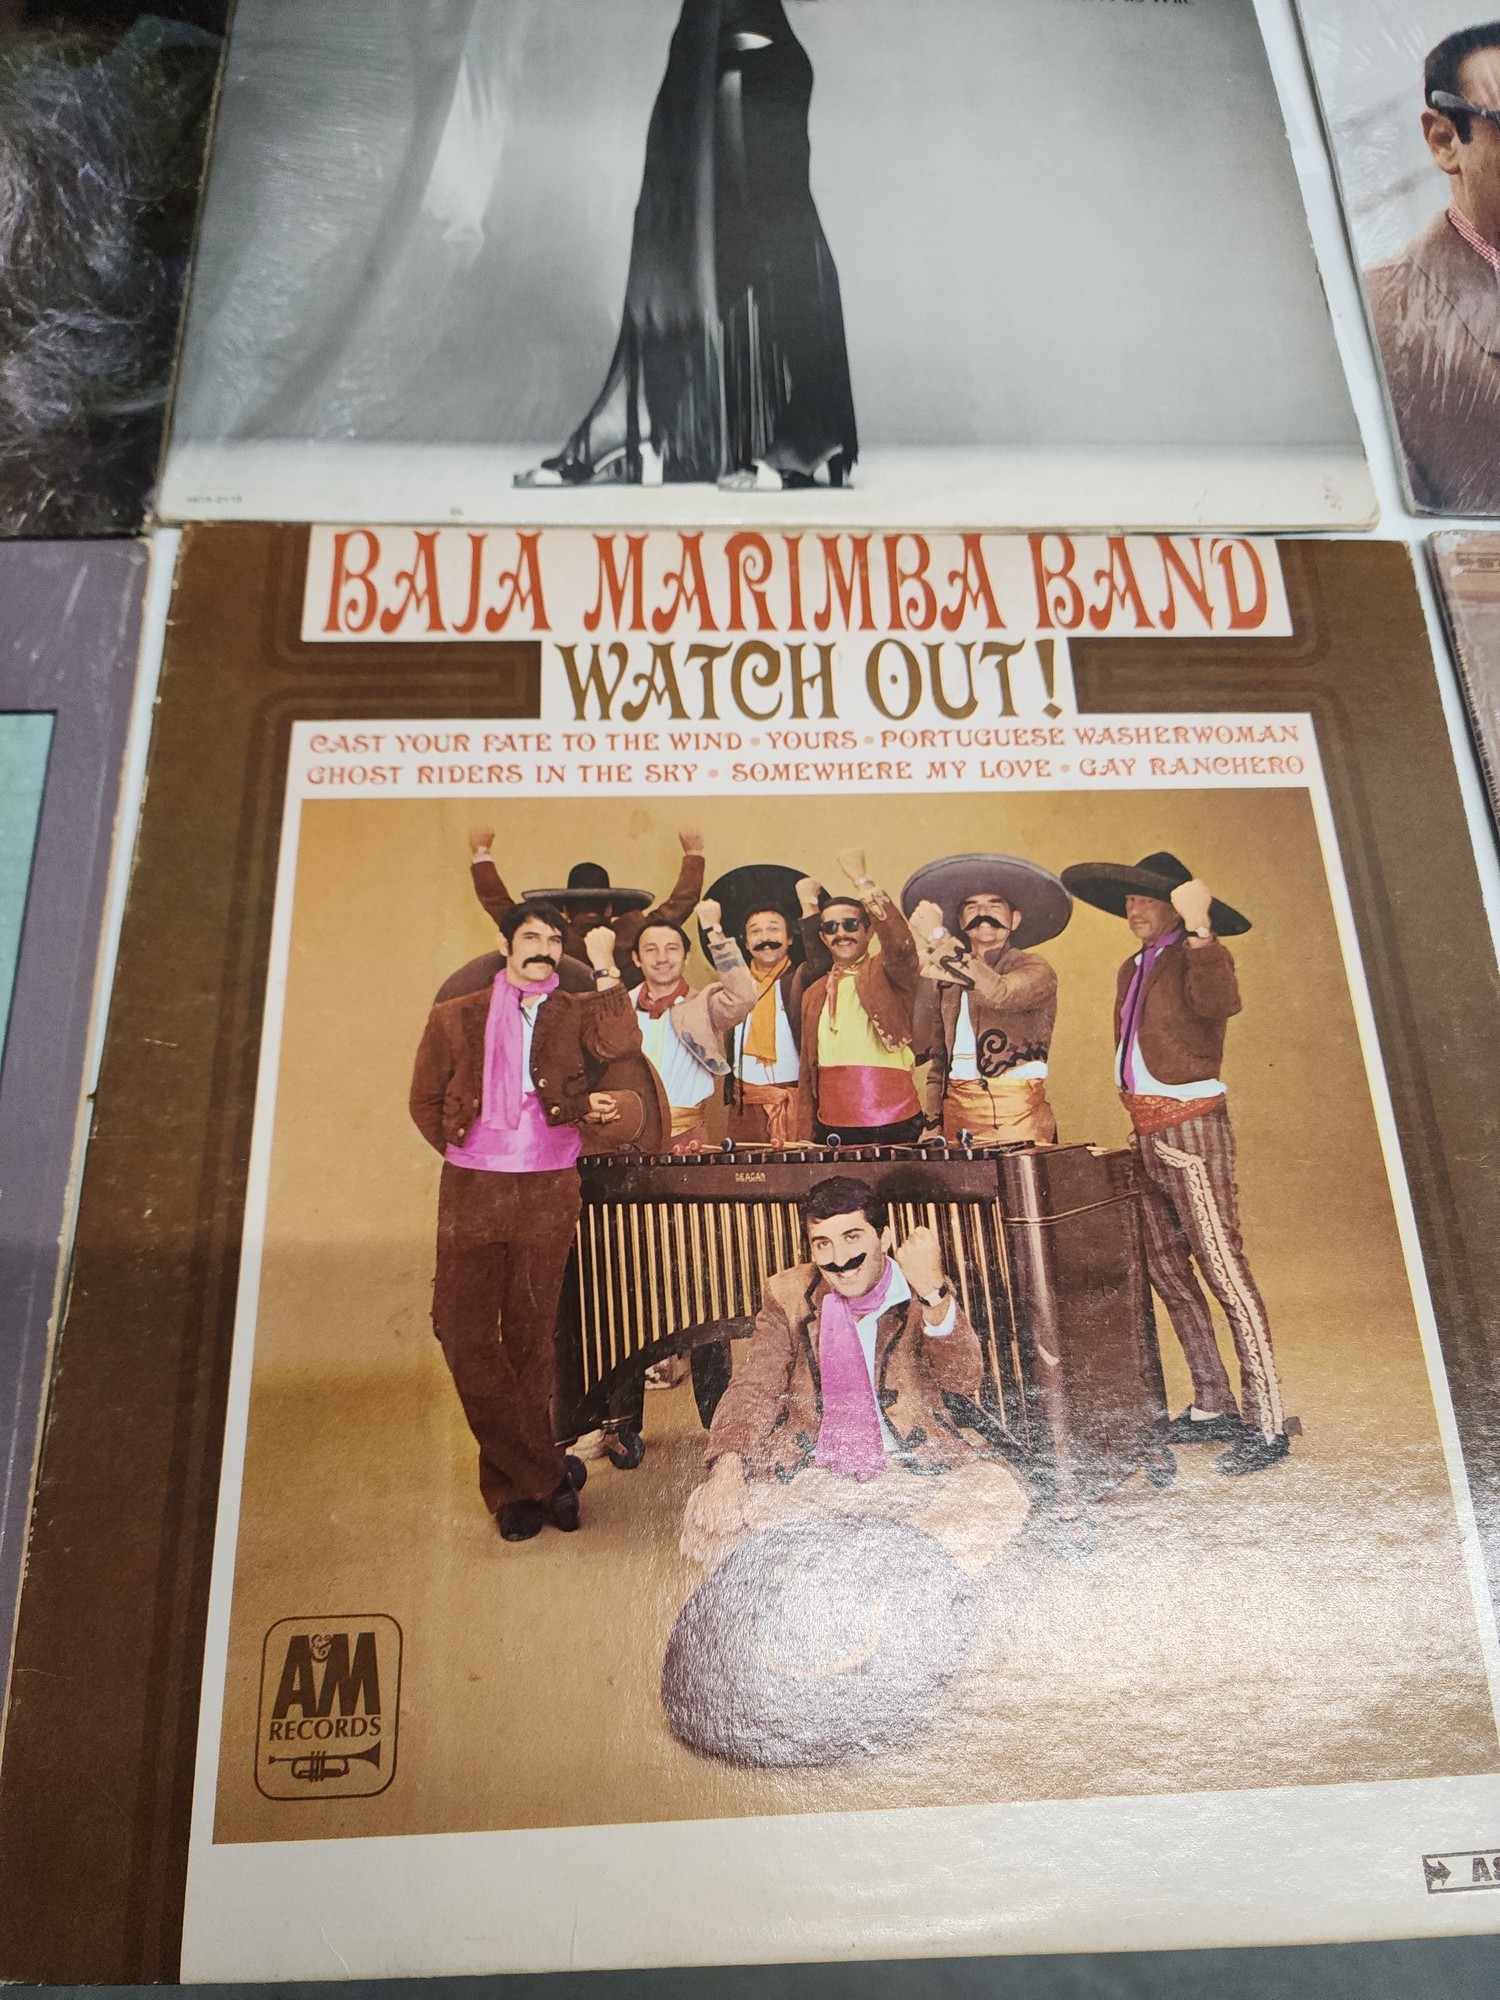 BAJA MARIMBA BAND
WATCH OUT!
CAST YOUR FATE TO THE WIND • YOURS • PORTUGUESE WASHERWOMAN
GHOST RIDERS IN THE SKY • SOMEWHERE MY LOVE • GAY RANCHERO
DEAGAN
A&M
RECORDS